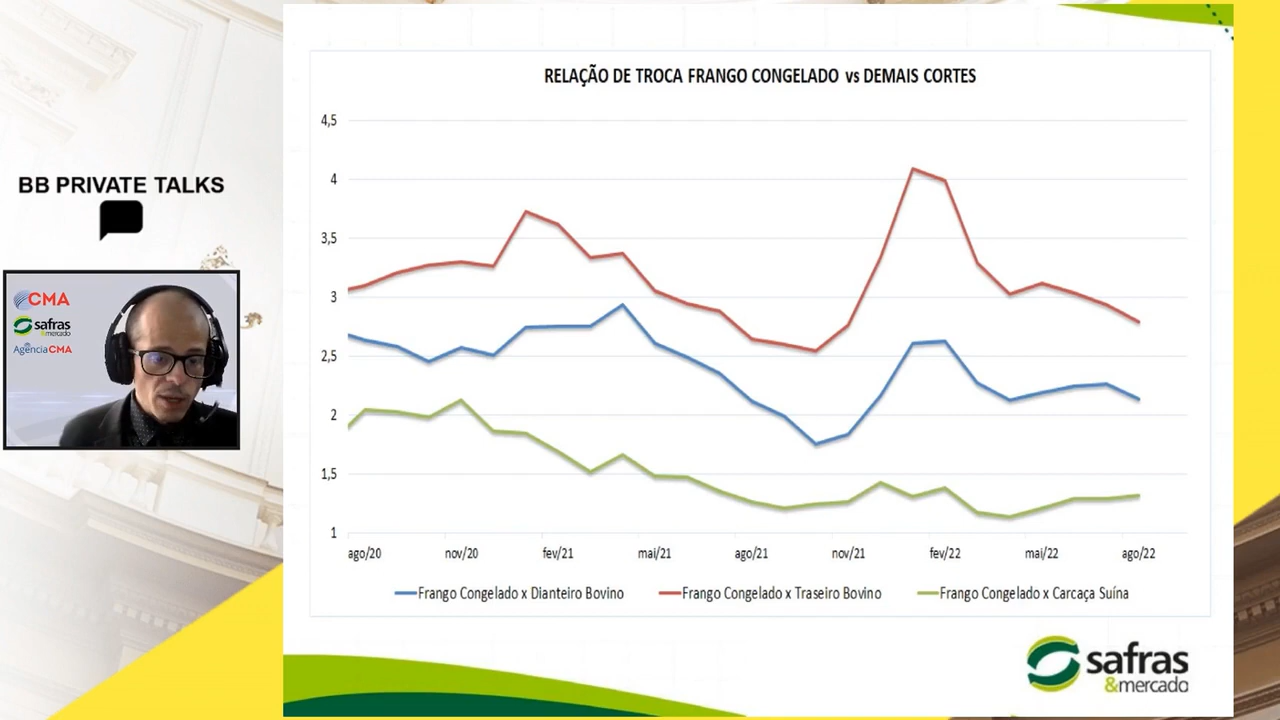 BB PRIVATE TALKS
CMA
safras
&mercado
Agência CMA
RELAÇÃO DE TROCA FRANGO CONGELADO vs DEMAIS CORTES
4,5
4
3,5
3
2,5
2
1,5
1
ago/20 nov/20 fev/21 mai/21 ago/21 nov/21 fev/22 mai/22 ago/22
Frango Congelado x Dianteiro Bovino Frango Congelado x Traseiro Bovino Frango Congelado x Carcaça Suína
safras
&mercado